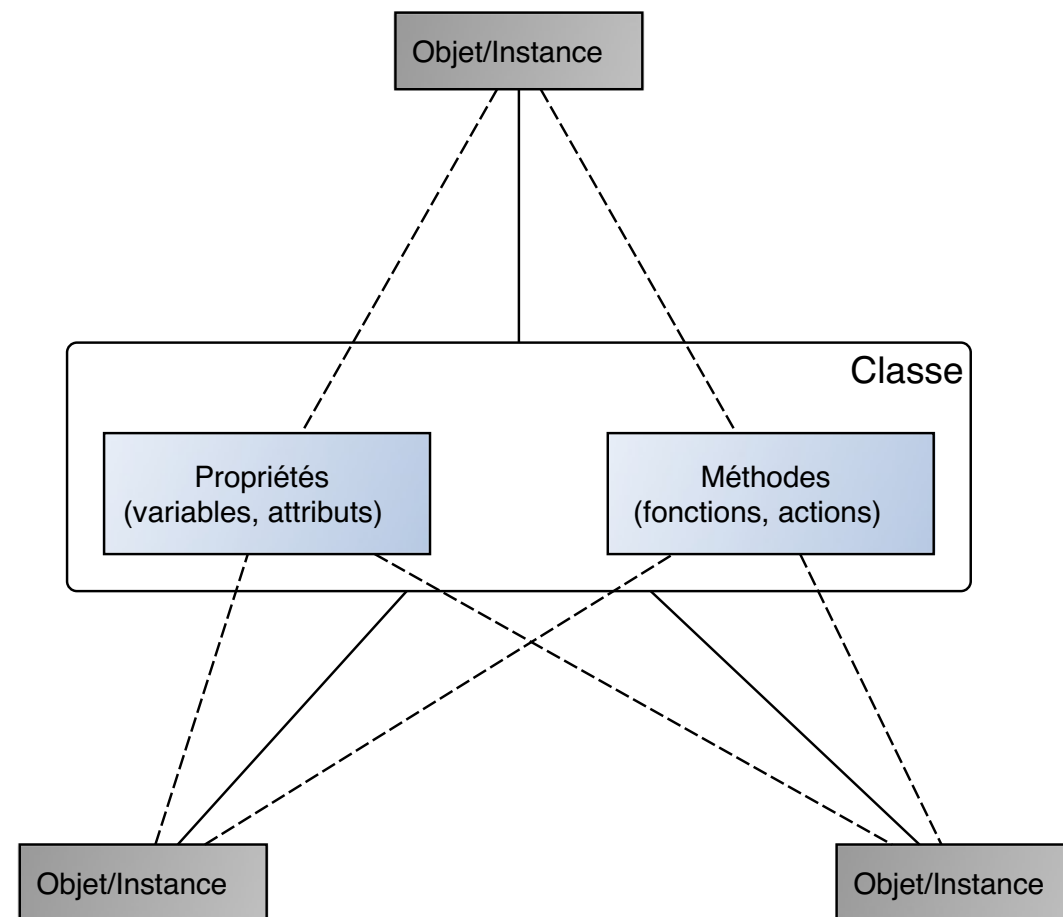 Objet/Instance
Classe
Propriétés
(variables, attributs)
Méthodes
(fonctions, actions)
Objet/Instance
Objet/Instance